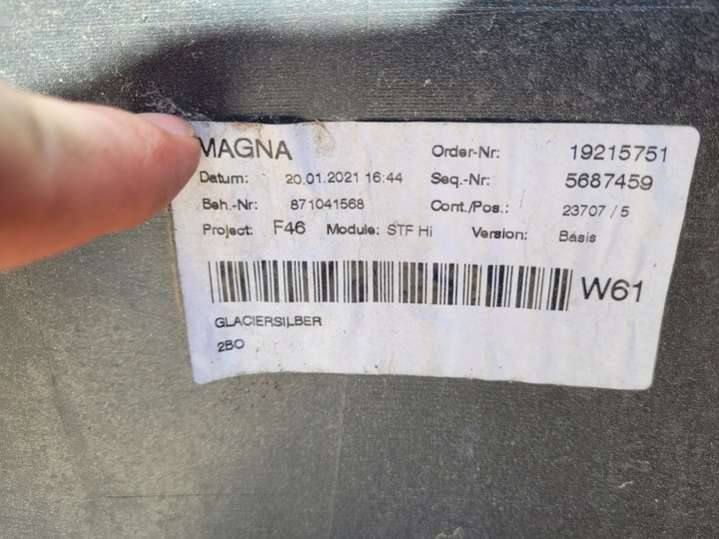 MAGNA Order-Nr: 19215751
Datum: 20.01.2021 16:44 Seq.-Nr: 5687459
Beh.-Nr: 871041568 Cont./Pos.: 23707 / 5
Project: F46 Module: STF Hi Version: Basis
W61
GLACIERSILBER
2BO